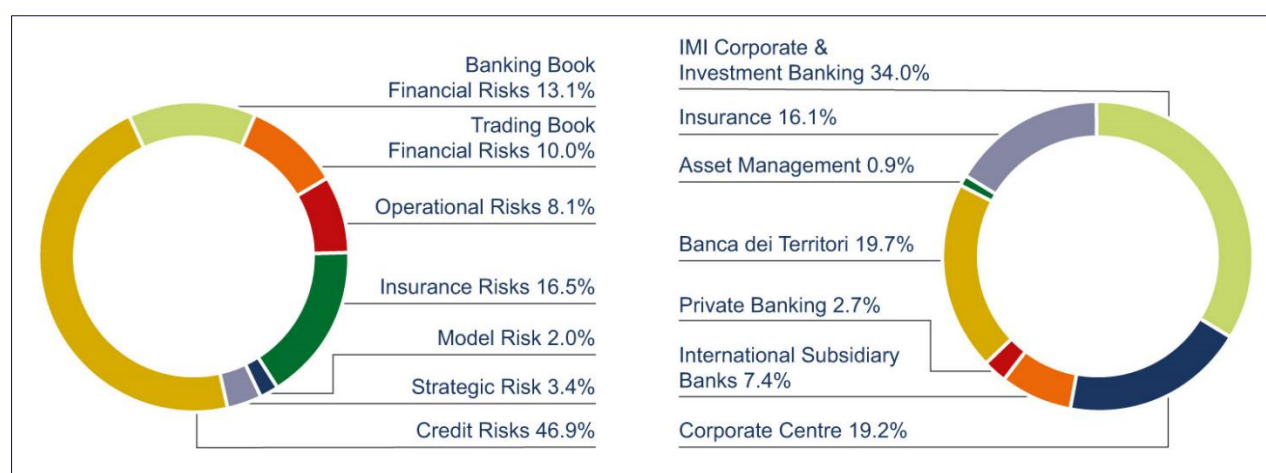 Banking Book
Financial Risks 13.1%
Trading Book
Financial Risks 10.0%
Operational Risks 8.1%
Insurance Risks 16.5%
Model Risk 2.0%
Strategic Risk 3.4%
Credit Risks 46.9%
IMI Corporate &
Investment Banking 34.0%
Insurance 16.1%
Asset Management 0.9%
Banca dei Territori 19.7%
Private Banking 2.7%
International Subsidiary
Banks 7.4%
Corporate Centre 19.2%